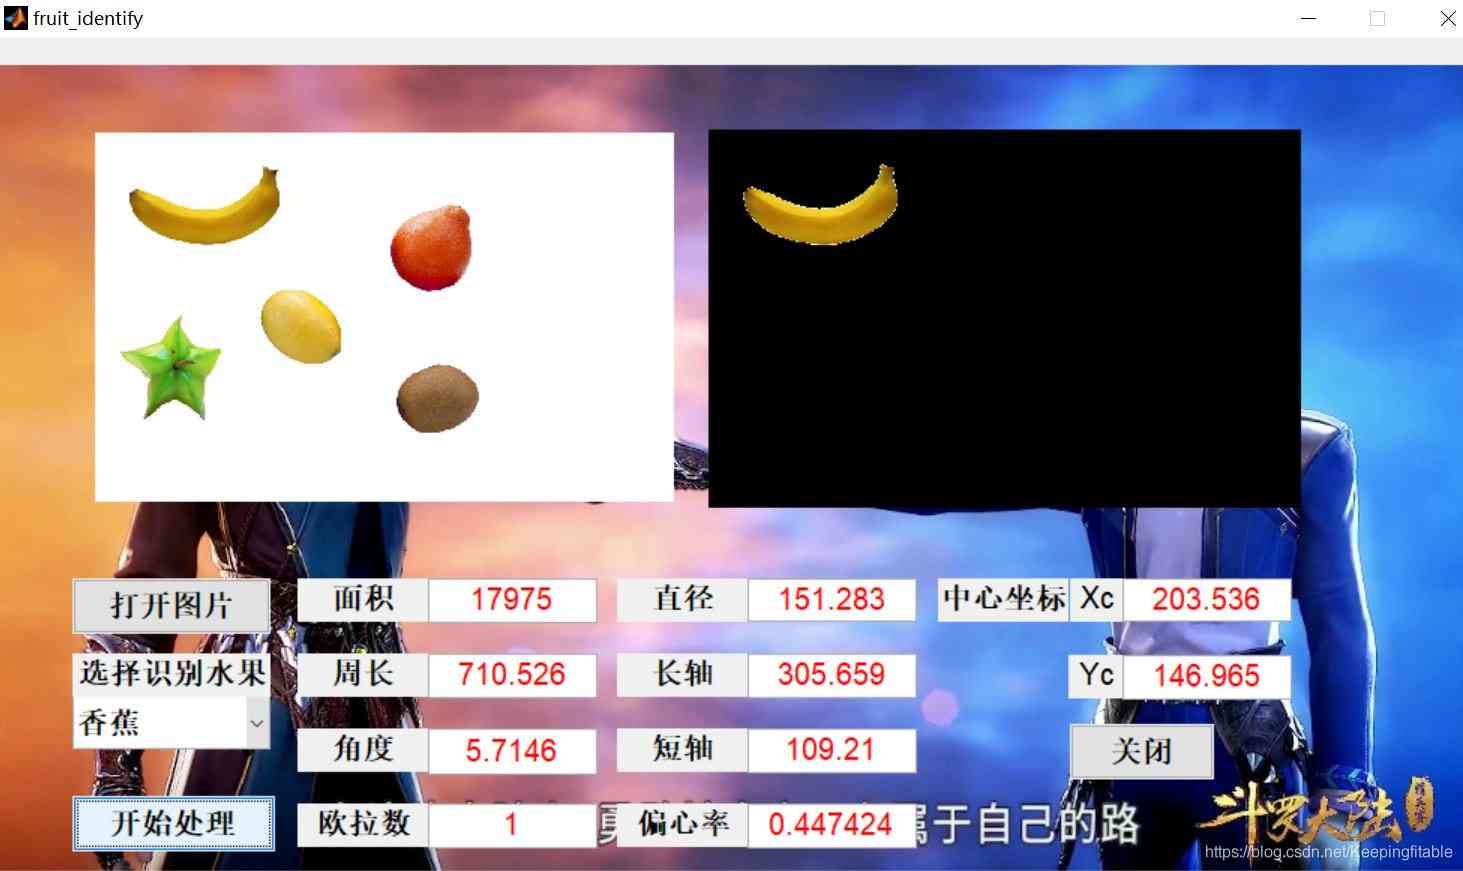 fruit_identify
打开图片
面积 17975
直径 151.283
中心坐标 Xc 203.536
选择识别水果
周长 710.526
长轴 305.659
Yc 146.965
香蕉
角度 5.7146
短轴 109.21
关闭
开始处理
欧拉数 1
偏心率 0.447424
属于自己的路
斗罗大陆
https://blog.csdn.net/Keepingfitable